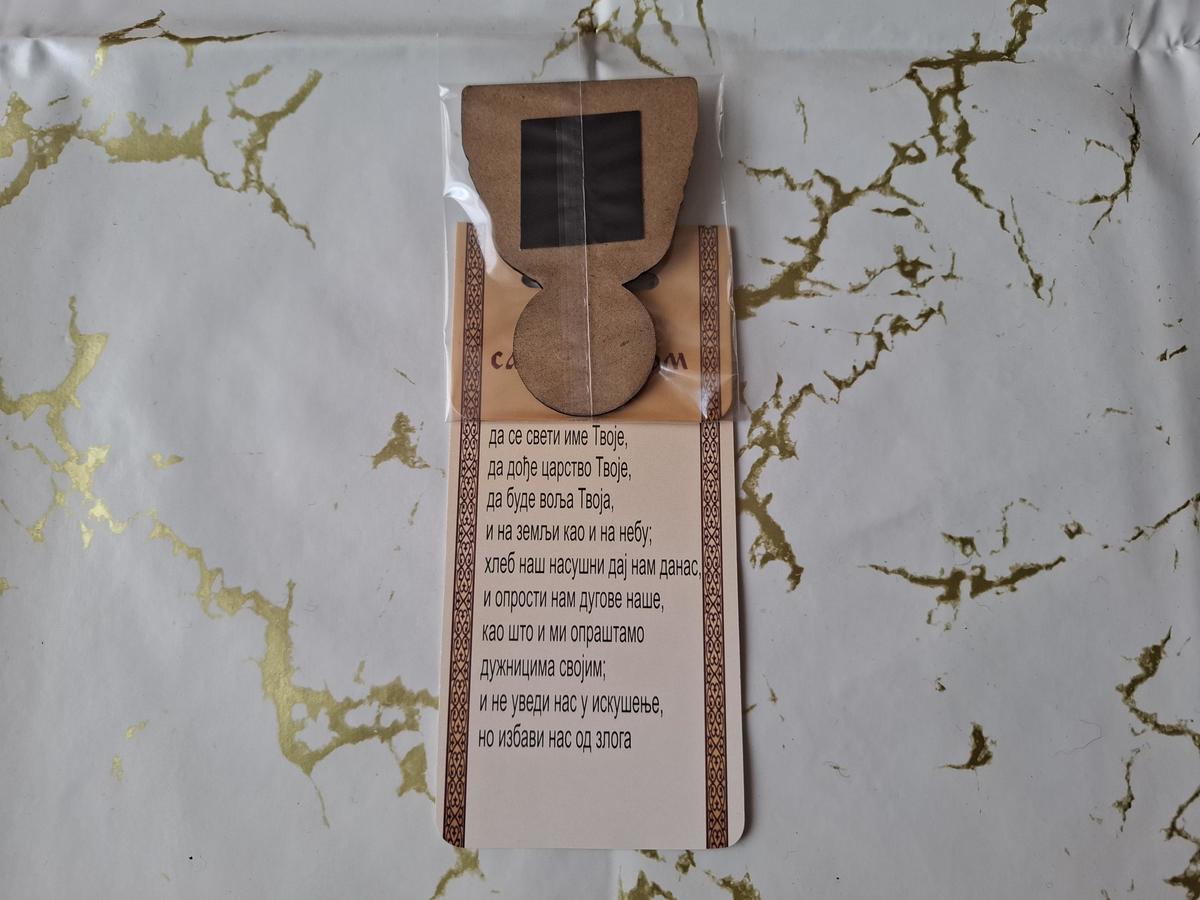 да се свети име Твоје,
да дође царство Твоје,
да буде воља Твоја,
и на земљи као и на небу;
хлеб наш насушни дај нам данас,
и опрости нам дугове наше,
као што и ми опраштамо
дужницима својим;
и не уведи нас у искушење,
но избави нас од злога